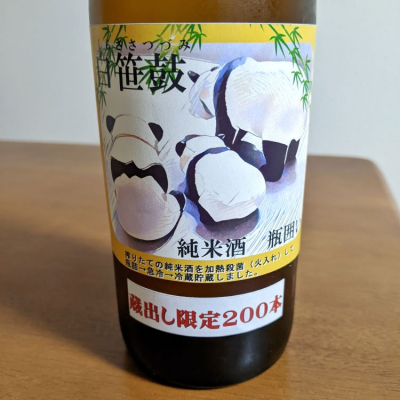 ささつづみ
白笹鼓
純米酒 瓶囲い
搾りたての純米酒を加熱殺菌（火入れ）して
瓶詰→急冷→冷蔵貯蔵しました。
蔵出し限定200本